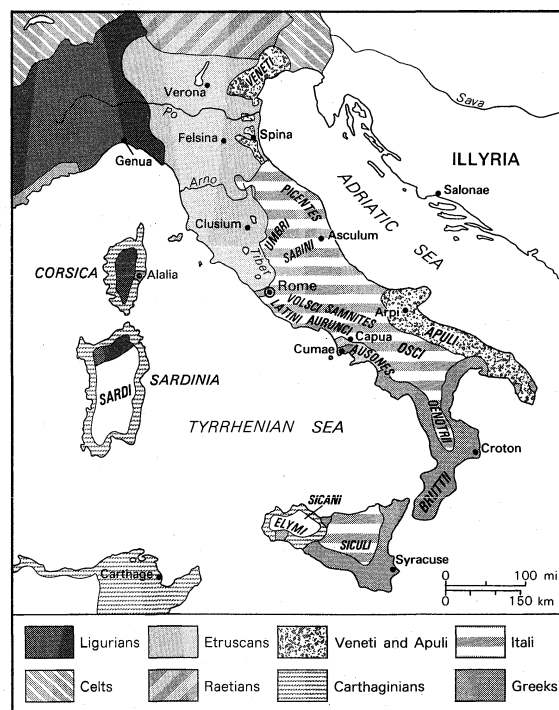 Verona
VENETI
Po
Sava
Felsina
Spina
Genua
ILLYRIA
Arno
ADRIATIC SEA
Salonae
PICENTES
Clusium
UMBRI
Asculum
SABINI
Tiber
CORSICA
Alalia
Rome
VOLSCI SAMNITES
LATINI AURUNCI
Arpi
APULI
Capua
OSCI
Cumae
AUSONES
SARDI
SARDINIA
TYRRHENIAN SEA
OENOTRII
Croton
BRUTTII
SICANI
ELYMI
SICULI
Syracuse
Carthage
0 100 mi
0 150 km
Ligurians Etruscans Veneti and Apuli Itali
Celts Raetians Carthaginians Greeks